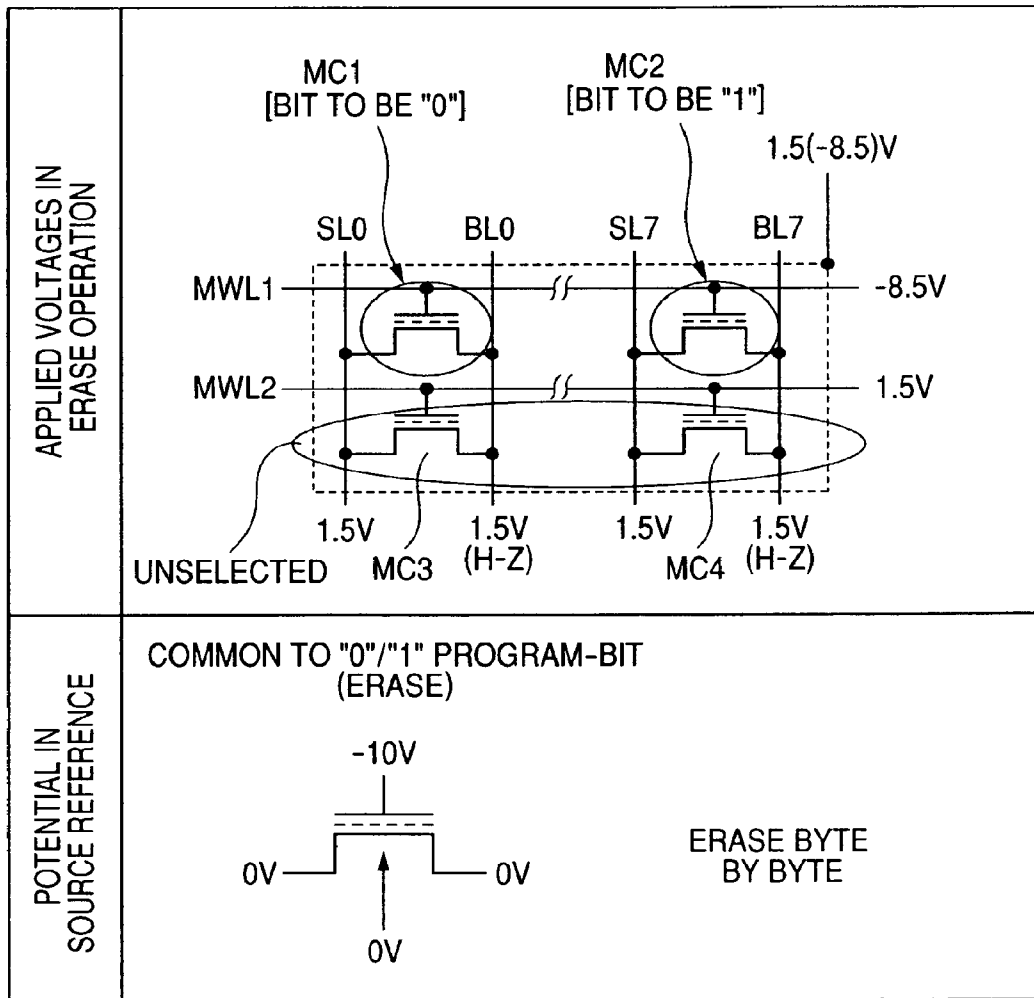 APPLIED VOLTAGES IN
ERASE OPERATION
MC1
[BIT TO BE "0"]
MC2
[BIT TO BE "1"]
1.5(-8.5)V
SL0
BL0
SL7
BL7
MWL1
-8.5V
MWL2
1.5V
1.5V
1.5V
(H-Z)
1.5V
1.5V
(H-Z)
UNSELECTED
MC3
MC4
POTENTIAL IN
SOURCE REFERENCE
COMMON TO "0"/"1" PROGRAM-BIT
(ERASE)
-10V
0V
0V
0V
ERASE BYTE
BY BYTE